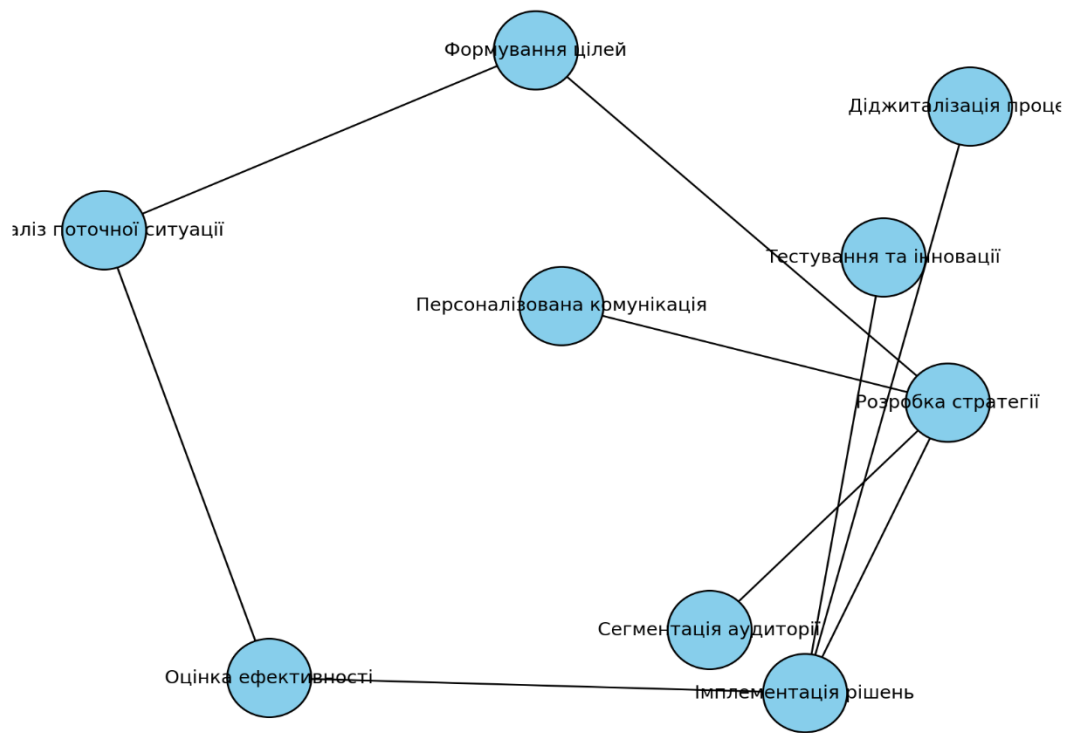 Формування цілей
Діджиталізація проце
аліз поточної ситуації
Тестування та інновації
Персоналізована комунікація
Розробка стратегії
Сегментація аудиторії
Оцінка ефективності
Імплементація рішень